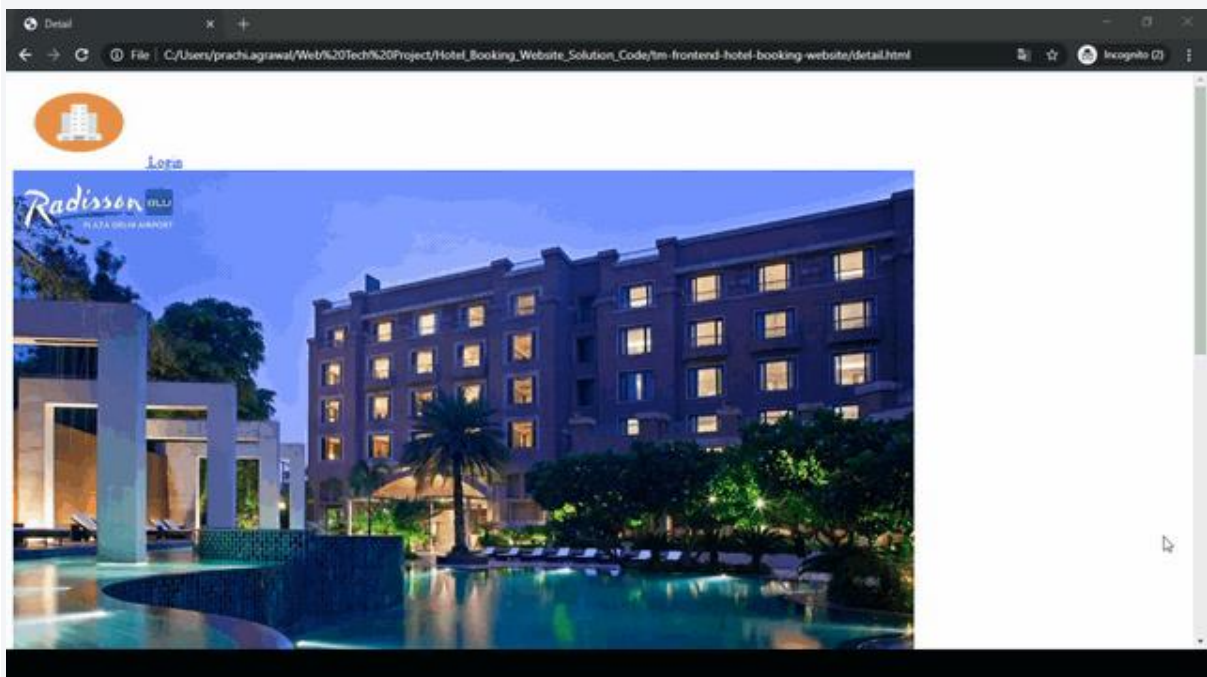 Detail
File C:/Users/prachi.agrawal/Web%20Tech%20Project/Hotel_Booking_Website_Solution_Code/tm-frontend-hotel-booking-website/detail.html
Incognito (2)
Login
Radisson BLU
PLAZA DELHI AIRPORT